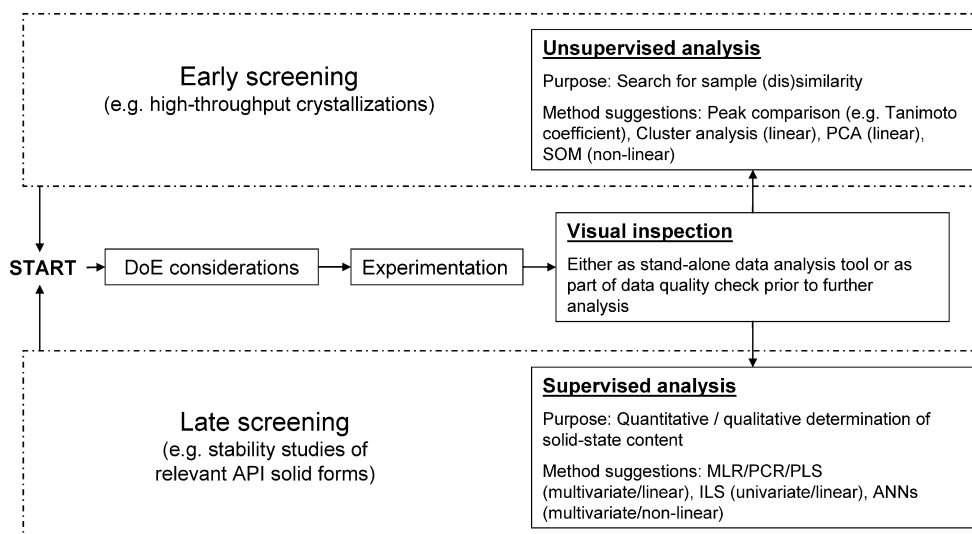 Early screening
(e.g. high-throughput crystallizations)
Unsupervised analysis
Purpose: Search for sample (dis)similarity
Method suggestions: Peak comparison (e.g. Tanimoto
coefficient), Cluster analysis (linear), PCA (linear),
SOM (non-linear)
START
DoE considerations
Experimentation
Visual inspection
Either as stand-alone data analysis tool or as
part of data quality check prior to further
analysis
Late screening
(e.g. stability studies of
relevant API solid forms)
Supervised analysis
Purpose: Quantitative / qualitative determination of
solid-state content
Method suggestions: MLR/PCR/PLS
(multivariate/linear), ILS (univariate/linear), ANNs
(multivariate/non-linear)